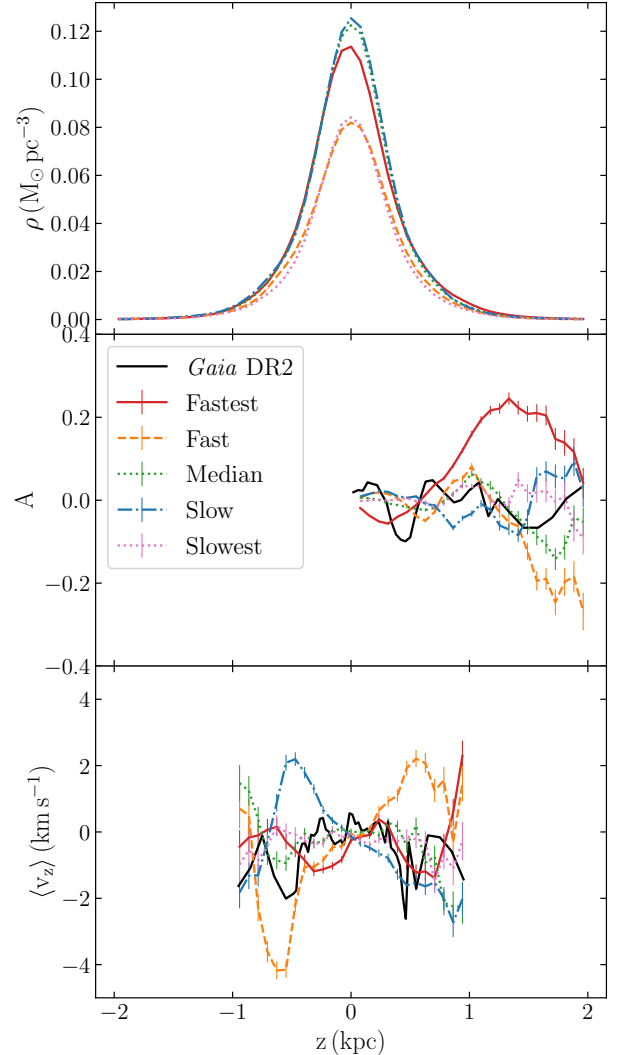 0.12
0.10
0.08
0.06
0.04
0.02
0.00
ρ (M⊙ pc⁻³)
0.4
0.2
0.0
−0.2
−0.4
A
Gaia DR2
Fastest
Fast
Median
Slow
Slowest
4
2
0
−2
−4
⟨v_z⟩ (km s⁻¹)
−2 −1 0 1 2
z (kpc)